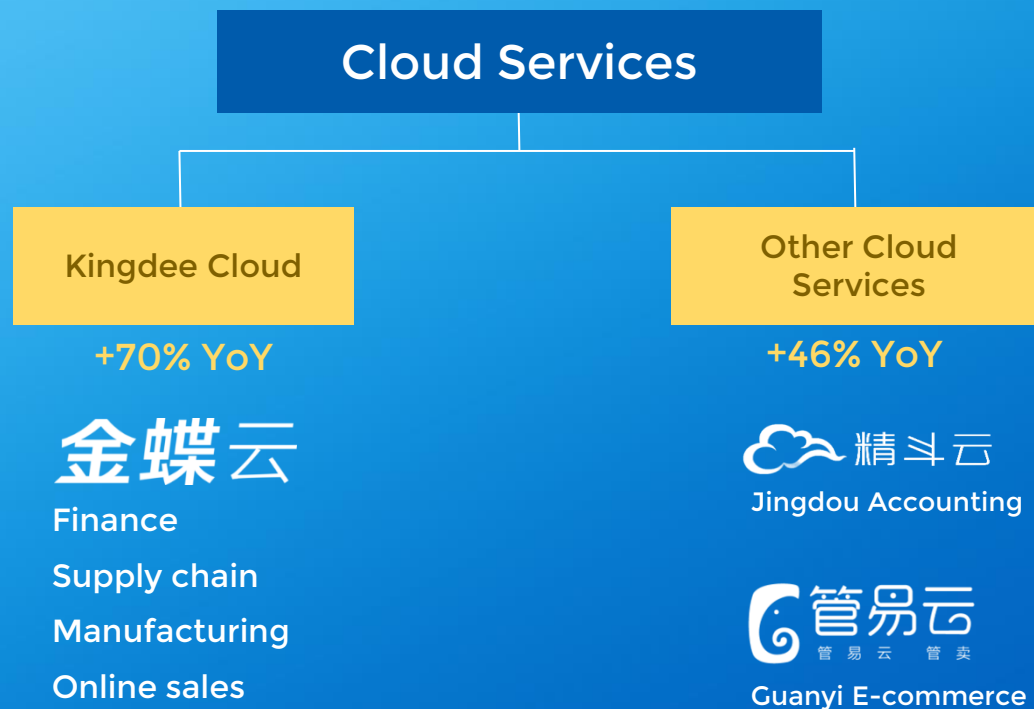 Cloud Services
Kingdee Cloud
+70% YoY
金蝶云
Finance
Supply chain
Manufacturing
Online sales
Other Cloud
Services
+46% YoY
精斗云
Jingdou Accounting
管易云
管易云 管卖
Guanyi E-commerce